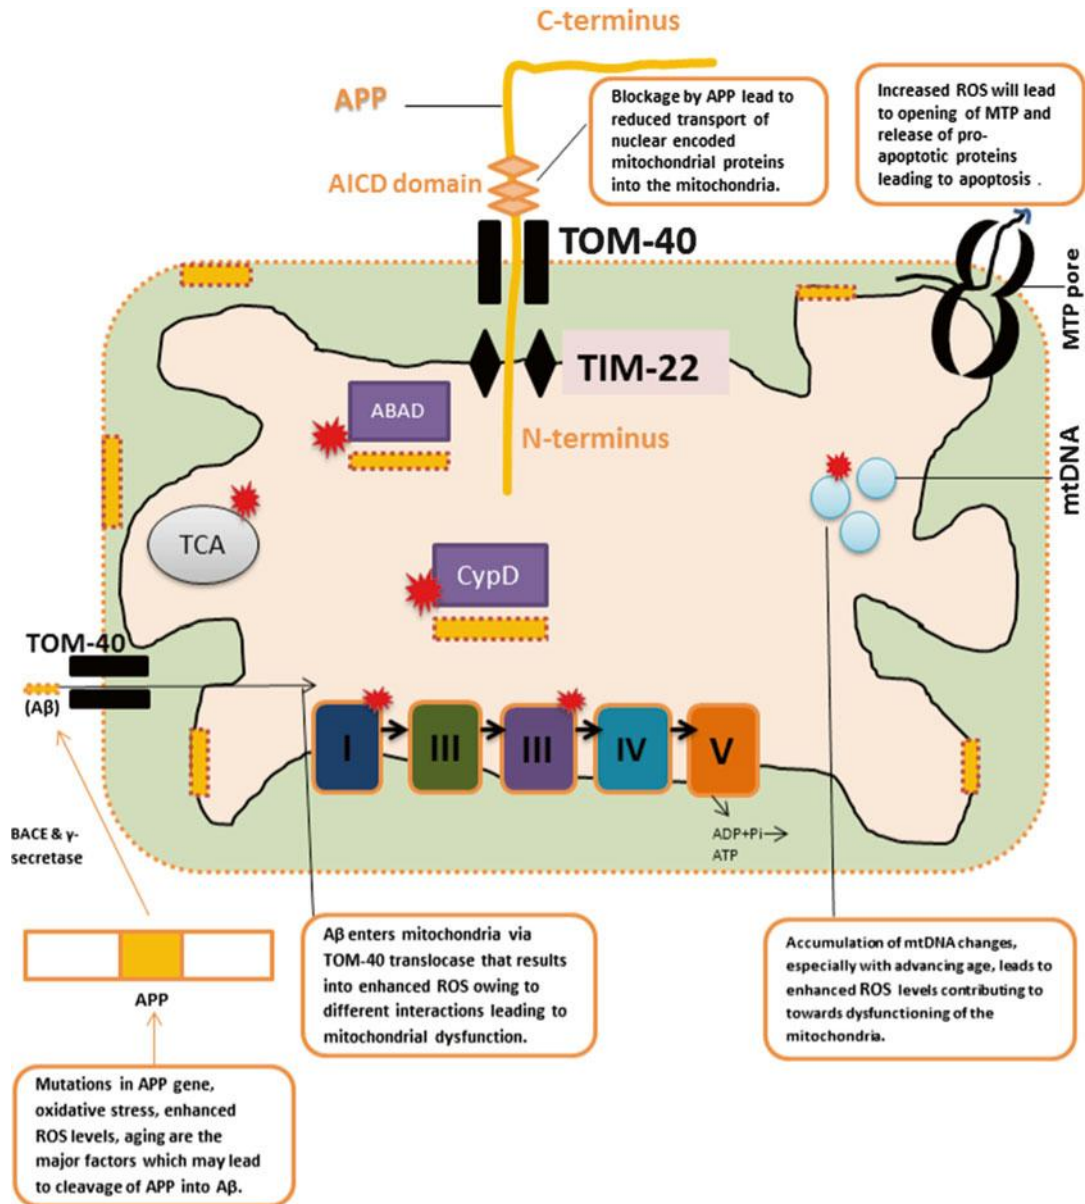 C-terminus
APP
AICD domain
Blockage by APP lead to
reduced transport of
nuclear encoded
mitochondrial proteins
into the mitochondria.
Increased ROS will lead
to opening of MTP and
release of pro-
apoptotic proteins
leading to apoptosis .
TOM-40
MTP pore
TIM-22
ABAD
N-terminus
mtDNA
TCA
CypD
TOM-40
(Aβ)
I
III
III
IV
V
ADP+Pi
ATP
BACE & γ-
secretase
APP
Aβ enters mitochondria via
TOM-40 translocase that results
into enhanced ROS owing to
different interactions leading to
mitochondrial dysfunction.
Accumulation of mtDNA changes,
especially with advancing age, leads to
enhanced ROS levels contributing to
towards dysfunctioning of the
mitochondria.
Mutations in APP gene,
oxidative stress, enhanced
ROS levels, aging are the
major factors which may lead
to cleavage of APP into Aβ.